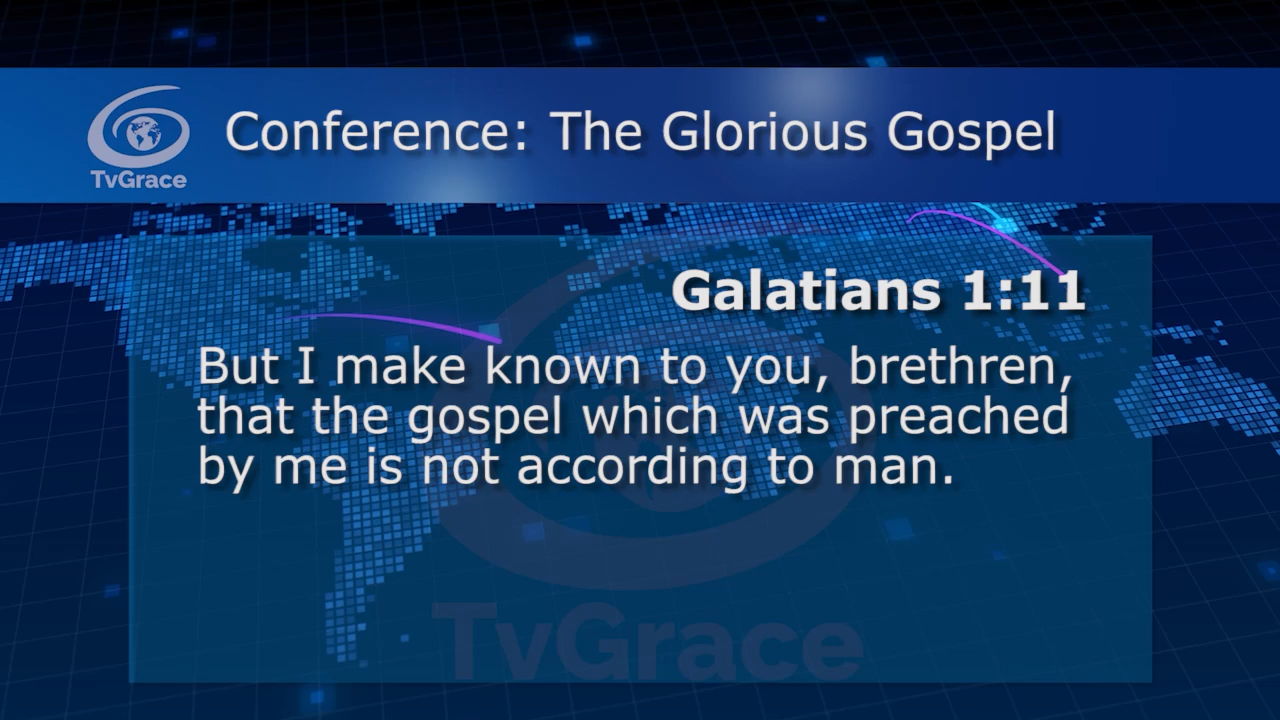 Conference: The Glorious Gospel
TvGrace
Galatians 1:11
But I make known to you, brethren,
that the gospel which was preached
by me is not according to man.
TvGrace